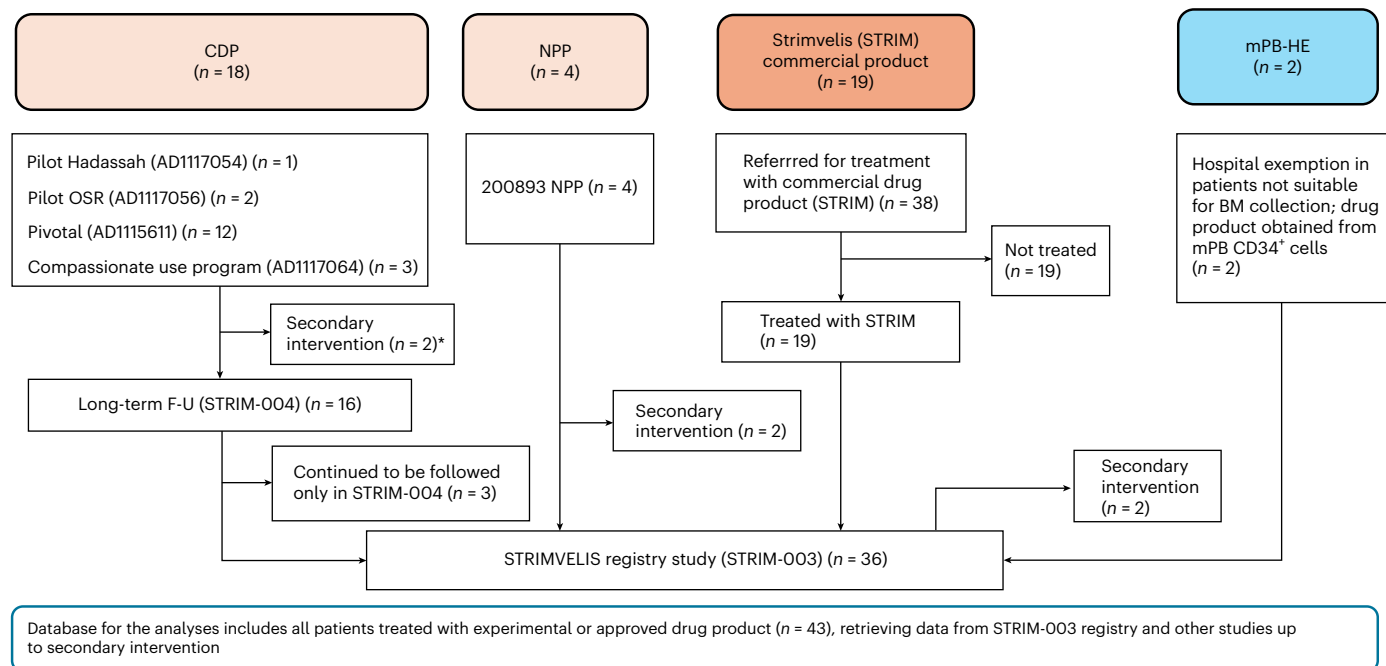 CDP
(n = 18)
NPP
(n = 4)
Strimvelis (STRIM)
commercial product
(n = 19)
mPB-HE
(n = 2)
Pilot Hadassah (AD1117054) (n = 1)
Pilot OSR (AD1117056) (n = 2)
Pivotal (AD1115611) (n = 12)
Compassionate use program (AD1117064) (n = 3)
200893 NPP (n = 4)
Referrred for treatment
with commercial drug
product (STRIM) (n = 38)
Hospital exemption in
patients not suitable
for BM collection; drug
product obtained from
mPB CD34⁺ cells
(n = 2)
Not treated
(n = 19)
Secondary
intervention (n = 2)*
Treated with STRIM
(n = 19)
Long-term F-U (STRIM-004) (n = 16)
Secondary
intervention (n = 2)
Continued to be followed
only in STRIM-004 (n = 3)
Secondary
intervention
(n = 2)
STRIMVELIS registry study (STRIM-003) (n = 36)
Database for the analyses includes all patients treated with experimental or approved drug product (n = 43), retrieving data from STRIM-003 registry and other studies up
to secondary intervention